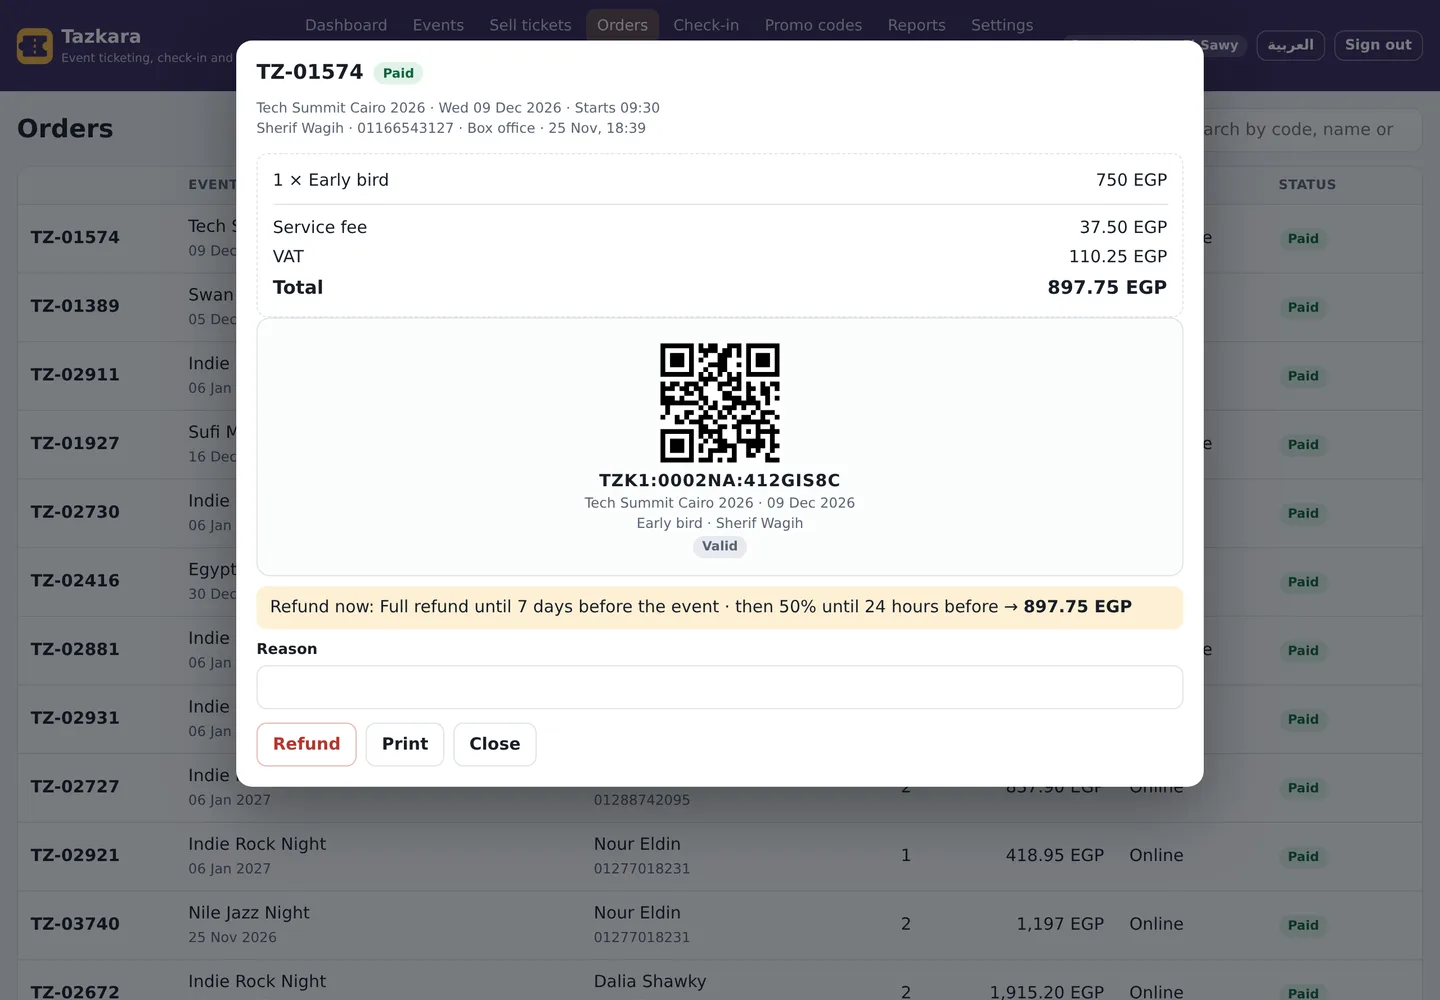 Tazkara
Event ticketing, check-in and
Dashboard Events Sell tickets Orders Check-in Promo codes Reports Settings
Sawy
العربية
Sign out
Orders
arch by code, name or
TZ-01574 Paid
Tech Summit Cairo 2026 · Wed 09 Dec 2026 · Starts 09:30
Sherif Wagih · 01166543127 · Box office · 25 Nov, 18:39
1 × Early bird 750 EGP
Service fee 37.50 EGP
VAT 110.25 EGP
Total 897.75 EGP
TZK1:0002NA:412GIS8C
Tech Summit Cairo 2026 · 09 Dec 2026
Early bird · Sherif Wagih
Valid
Refund now: Full refund until 7 days before the event · then 50% until 24 hours before → 897.75 EGP
Reason
Refund Print Close
EVENT STATUS
TZ-01574 Tech Paid
09 Dec
TZ-01389 Swan Paid
05 Dec
TZ-02911 Indie Paid
06 Jan
TZ-01927 Sufi Paid
16 Dec
TZ-02730 Indie Paid
06 Jan
TZ-02416 Egypt Paid
30 Dec
TZ-02881 Indie Paid
06 Jan
TZ-02931 Indie Paid
06 Jan
TZ-02727 Indie 2 837.90 EGP Online Paid
06 Jan 2027 01288742095
TZ-02921 Indie Rock Night Nour Eldin 1 418.95 EGP Online Paid
06 Jan 2027 01277018231
TZ-03740 Nile Jazz Night Nour Eldin 2 1,197 EGP Online Paid
25 Nov 2026 01277018231
TZ-02672 Indie Rock Night Dalia Shawky 2 1,915.20 EGP Online Paid